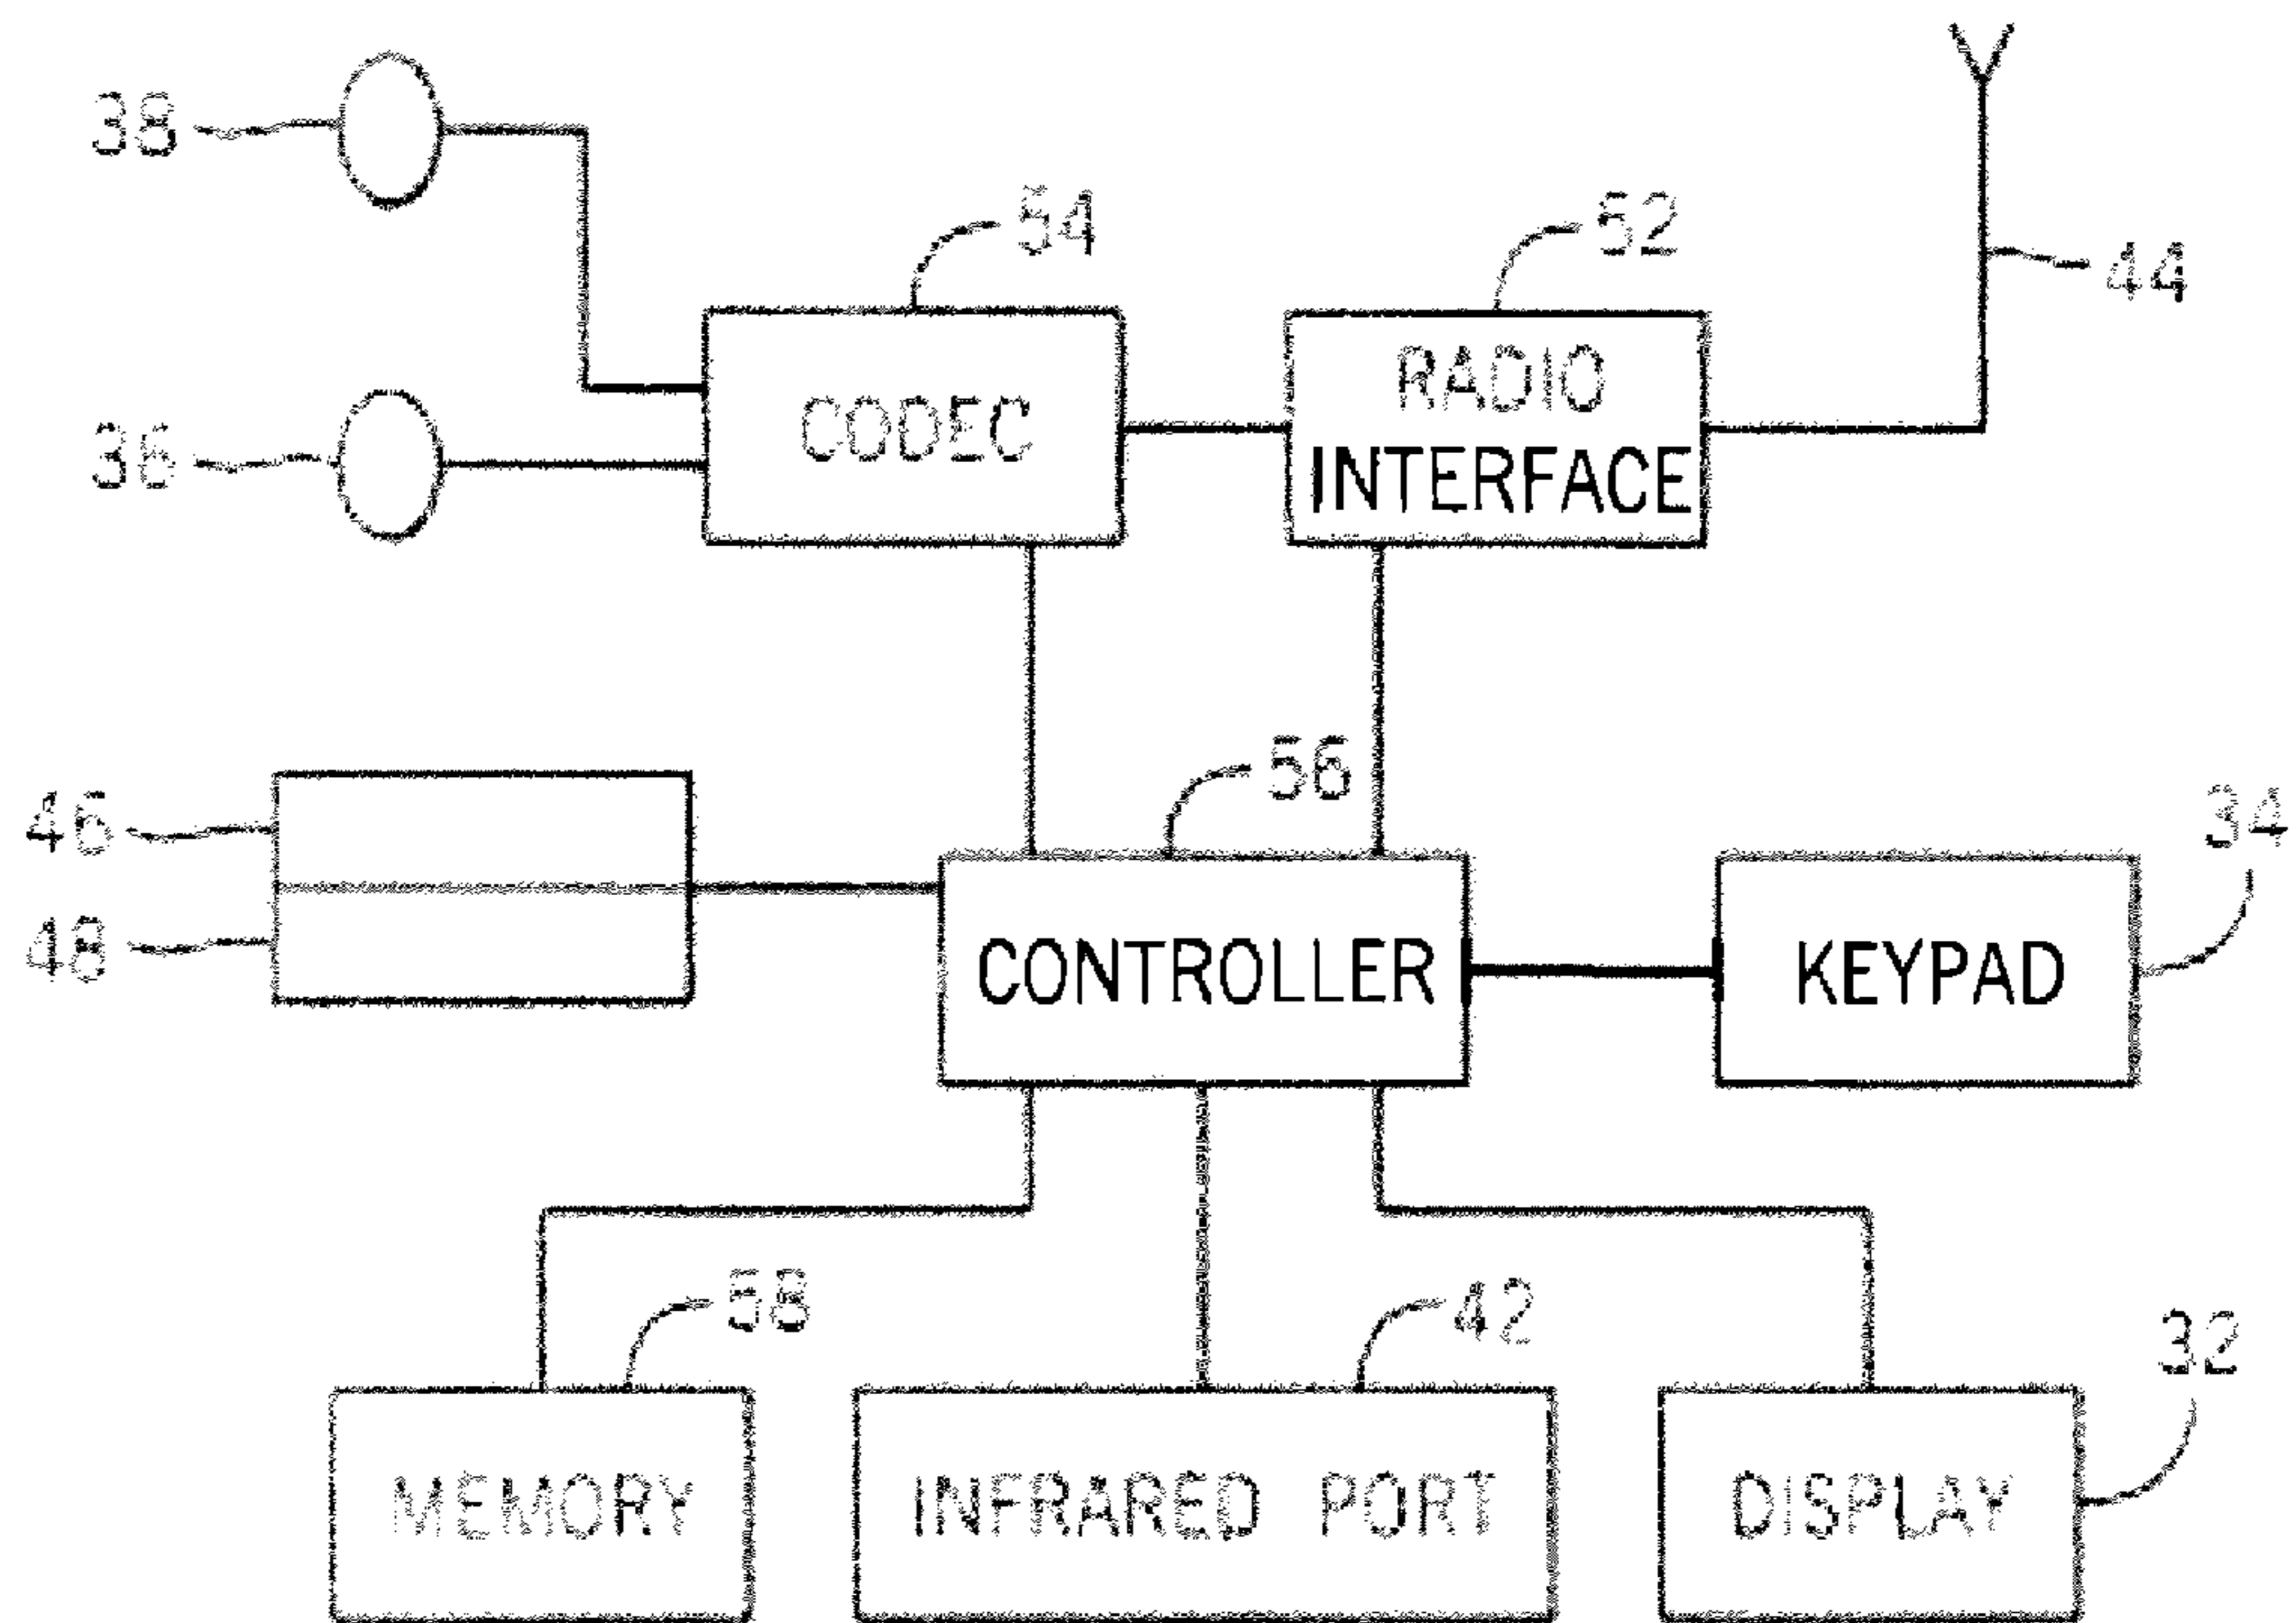 38
54
52
44
CODEC
RADIO
INTERFACE
36
56
46
34
48
CONTROLLER
KEYPAD
58
42
32
MEMORY
INFRARED PORT
DISPLAY